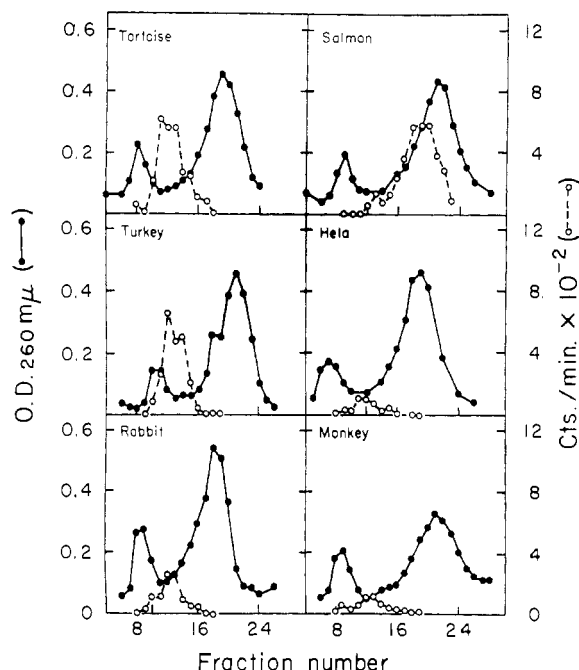 0.6
Tortoise
Salmon
12
0.4
8
0.2
4
0.6
Turkey
Hela
12
0.4
8
0.2
4
0.6
Rabbit
Monkey
12
0.4
8
0.2
4
0
0
8
16
24
8
16
24
Fraction number
O.D. 260 mμ (●—●)
Cts./min. × 10⁻² (○---○)